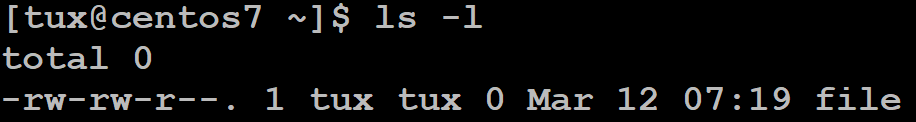 [tux@centos7 ~]$ ls -l
total 0
-rw-rw-r--. 1 tux tux 0 Mar 12 07:19 file